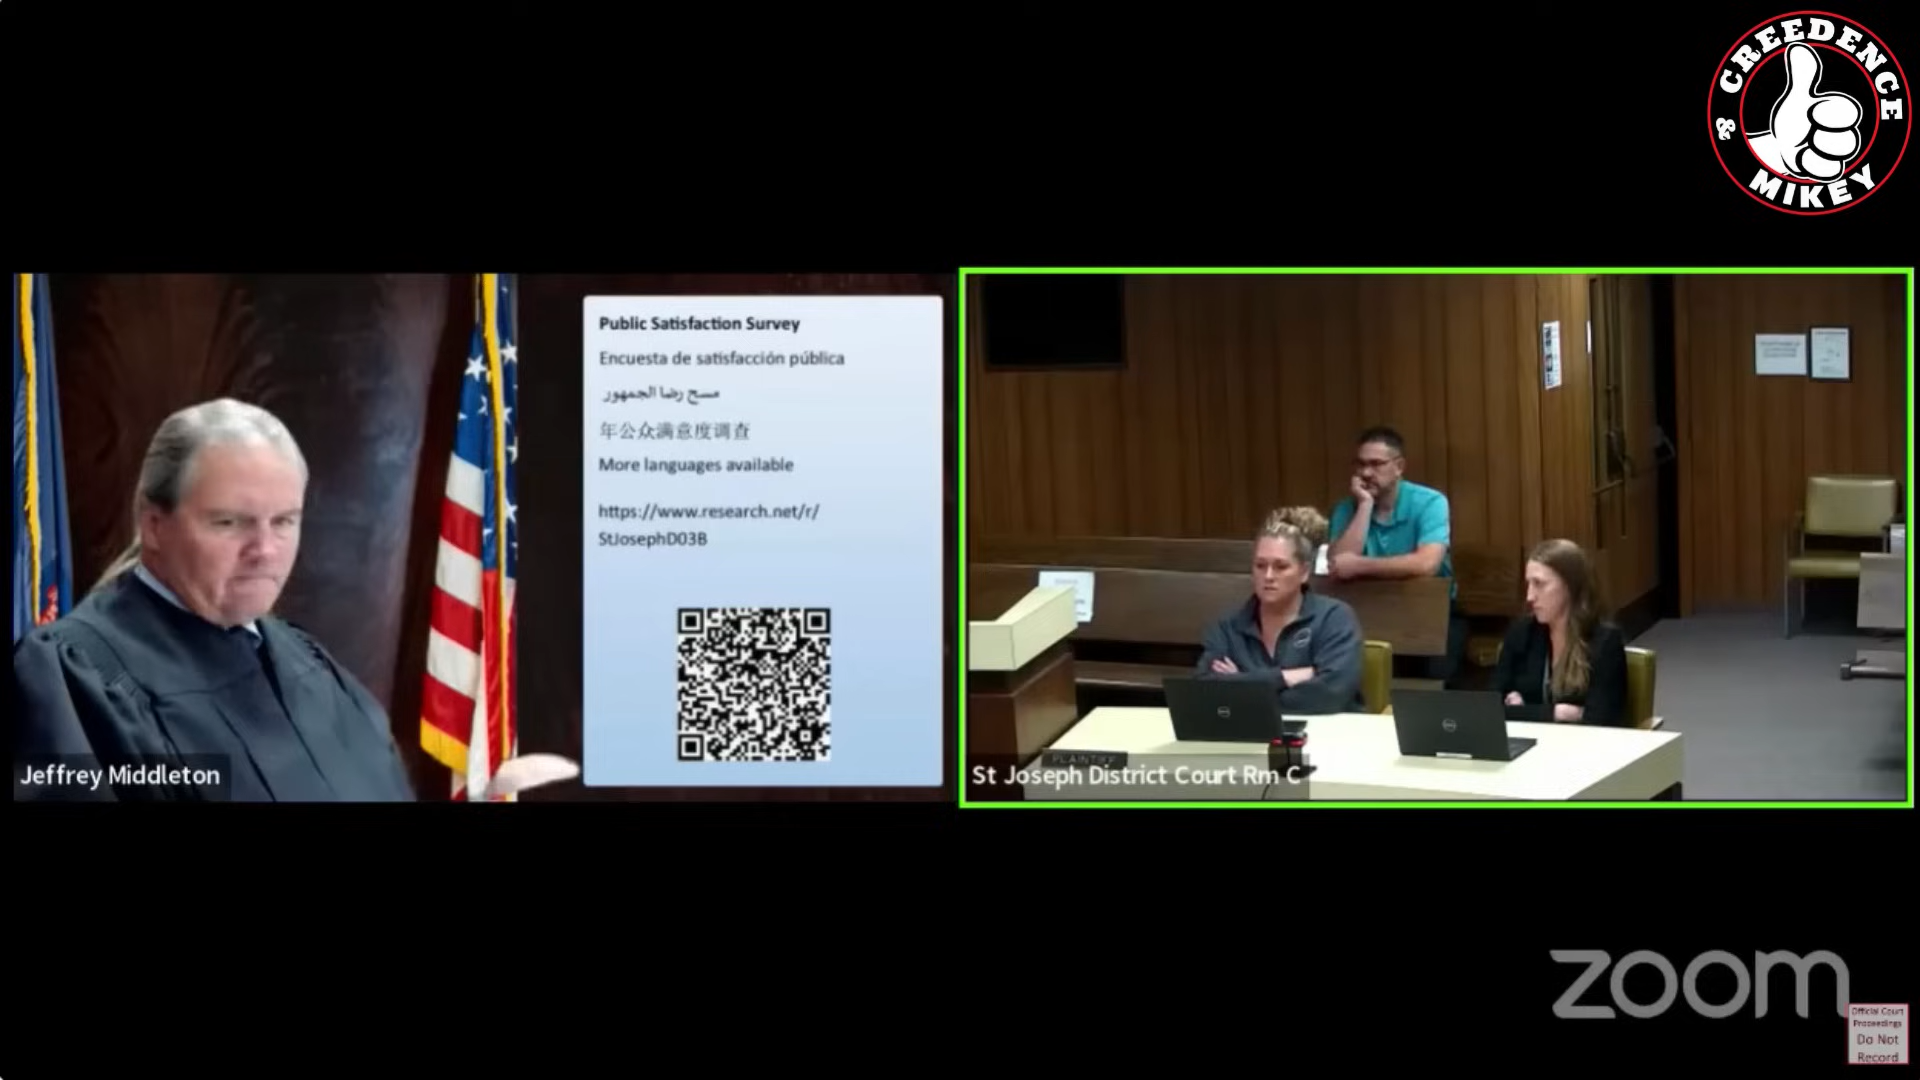 & CREEDENCE
MIKEY
Public Satisfaction Survey
Encuesta de satisfacción pública
مسح رضا الجمهور
年公众满意度调查
More languages available
https://www.research.net/r/
StJosephD03B
Jeffrey Middleton
PLAINTIFF
St Joseph District Court Rm C
zoom
Official Court
Proceedings
Do Not
Record